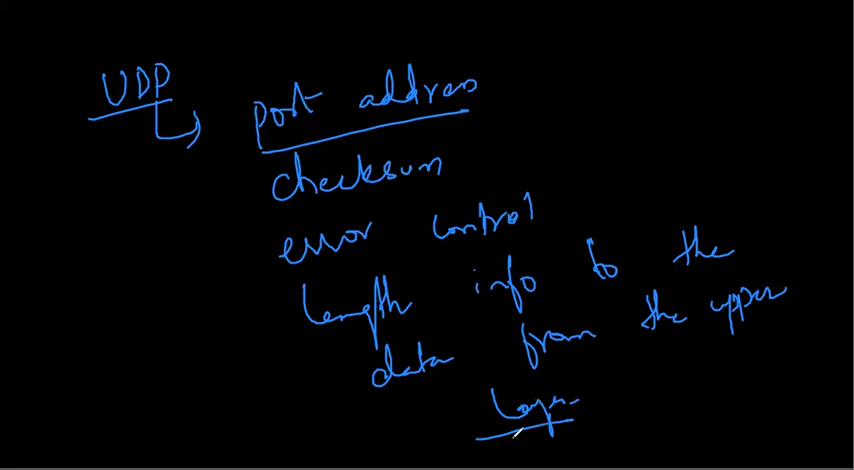 UDP
port address
checksum
error control
length info to the
data from the upper
layer